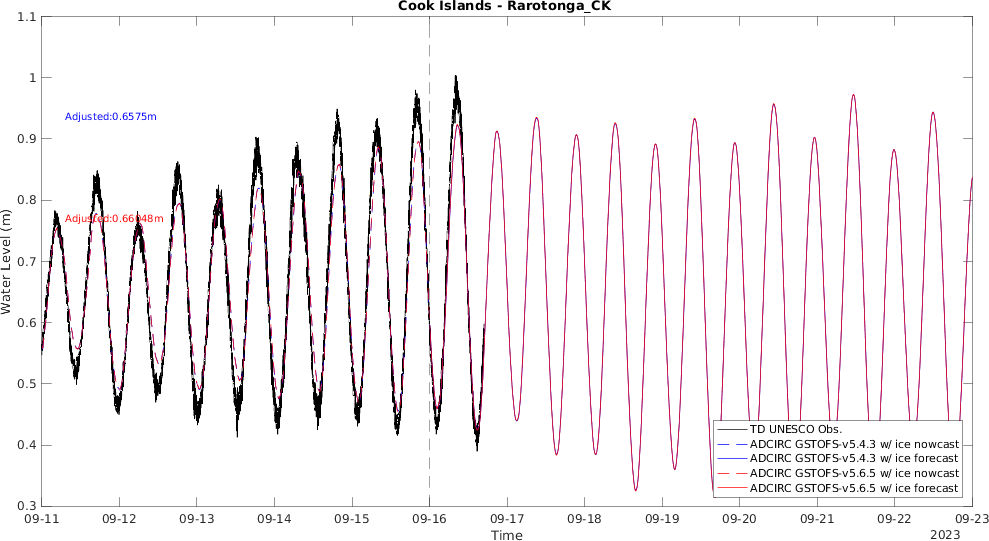 Cook Islands - Rarotonga_CK
1.1
1
0.9
0.8
0.7
0.6
0.5
0.4
0.3
Water Level (m)
Adjusted:0.6575m
Adjusted:0.66048m
TD UNESCO Obs.
ADCIRC GSTOFS-v5.4.3 w/ ice nowcast
ADCIRC GSTOFS-v5.4.3 w/ ice forecast
ADCIRC GSTOFS-v5.6.5 w/ ice nowcast
ADCIRC GSTOFS-v5.6.5 w/ ice forecast
09-11 09-12 09-13 09-14 09-15 09-16 09-17 09-18 09-19 09-20 09-21 09-22 09-23
Time
2023